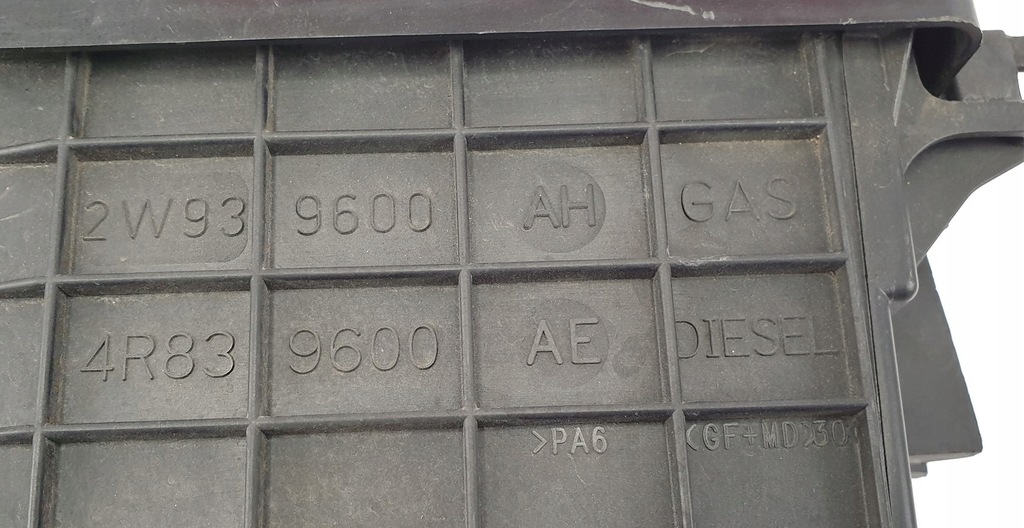 2W93 9600 AH GAS
4R83 9600 AE DIESEL
>PA6 <GF+MD>30